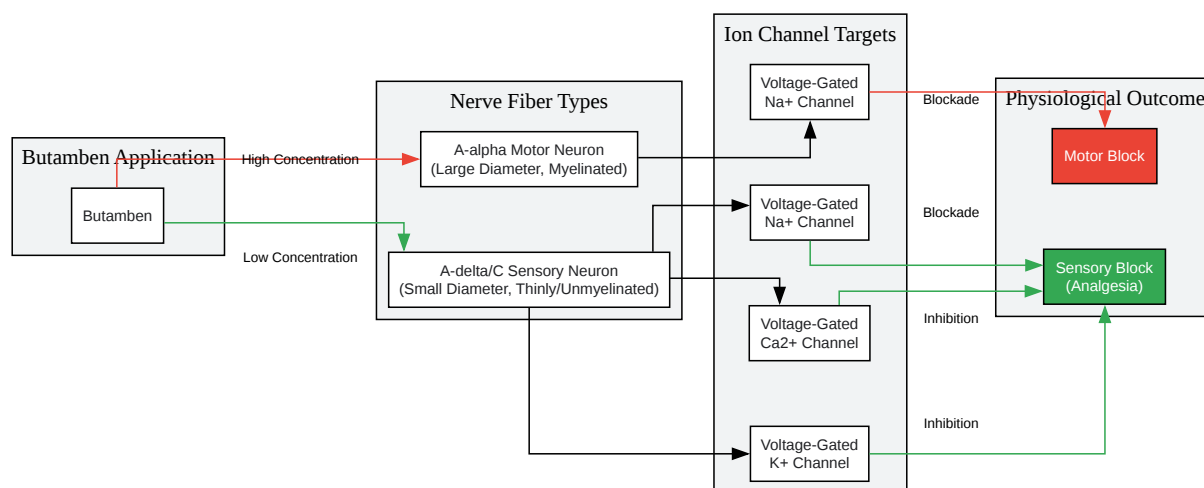 Ion Channel Targets
Voltage-Gated
Na+ Channel
Blockade
Physiological Outcome
Nerve Fiber Types
A-alpha Motor Neuron
(Large Diameter, Myelinated)
Motor Block
Butamben Application
High Concentration
Butamben
Voltage-Gated
Na+ Channel
Blockade
Low Concentration
A-delta/C Sensory Neuron
(Small Diameter, Thinly/Unmyelinated)
Sensory Block
(Analgesia)
Voltage-Gated
Ca2+ Channel
Inhibition
Voltage-Gated
K+ Channel
Inhibition